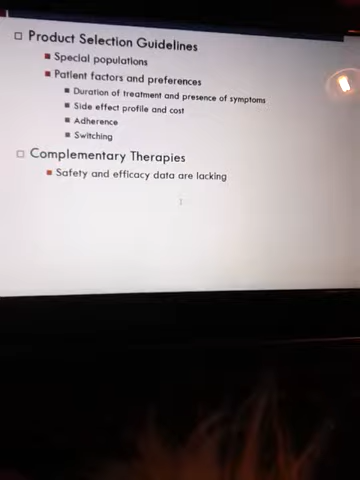 Product Selection Guidelines
Special populations
Patient factors and preferences
Duration of treatment and presence of symptoms
Side effect profile and cost
Adherence
Switching
Complementary Therapies
Safety and efficacy data are lacking